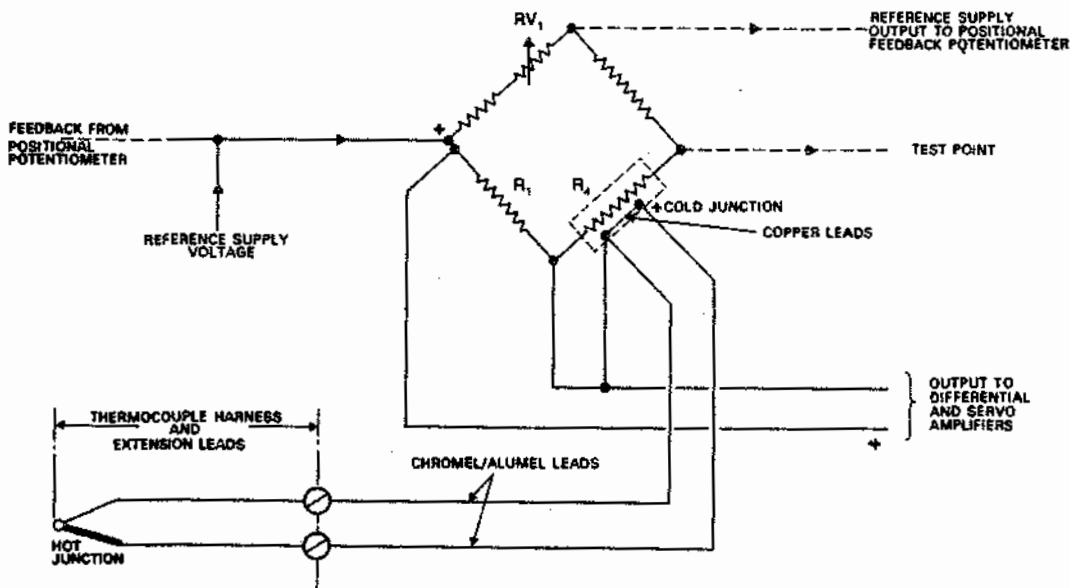 RV1
REFERENCE SUPPLY
OUTPUT TO POSITIONAL
FEEDBACK POTENTIOMETER
FEEDBACK FROM
POSITIONAL
POTENTIOMETER
+
TEST POINT
REFERENCE SUPPLY
VOLTAGE
R3
R4
+ COLD JUNCTION
COPPER LEADS
OUTPUT TO
DIFFERENTIAL
AND SERVO
AMPLIFIERS
+
THERMOCOUPLE HARNESS
AND
EXTENSION LEADS
CHROMEL/ALUMEL LEADS
HOT
JUNCTION